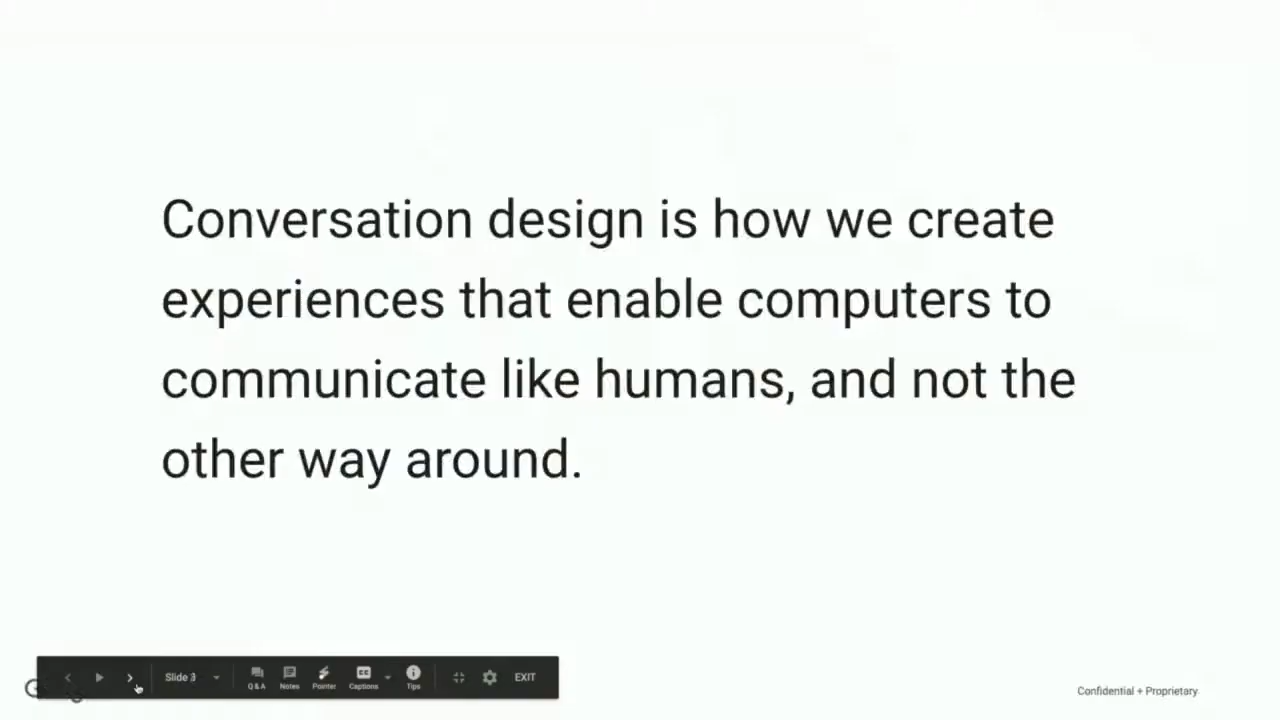 Conversation design is how we create
experiences that enable computers to
communicate like humans, and not the
other way around.
Slide 3
Q&A
Notes
Pointer
CC
Captions
Tips
EXIT
Confidential + Proprietary